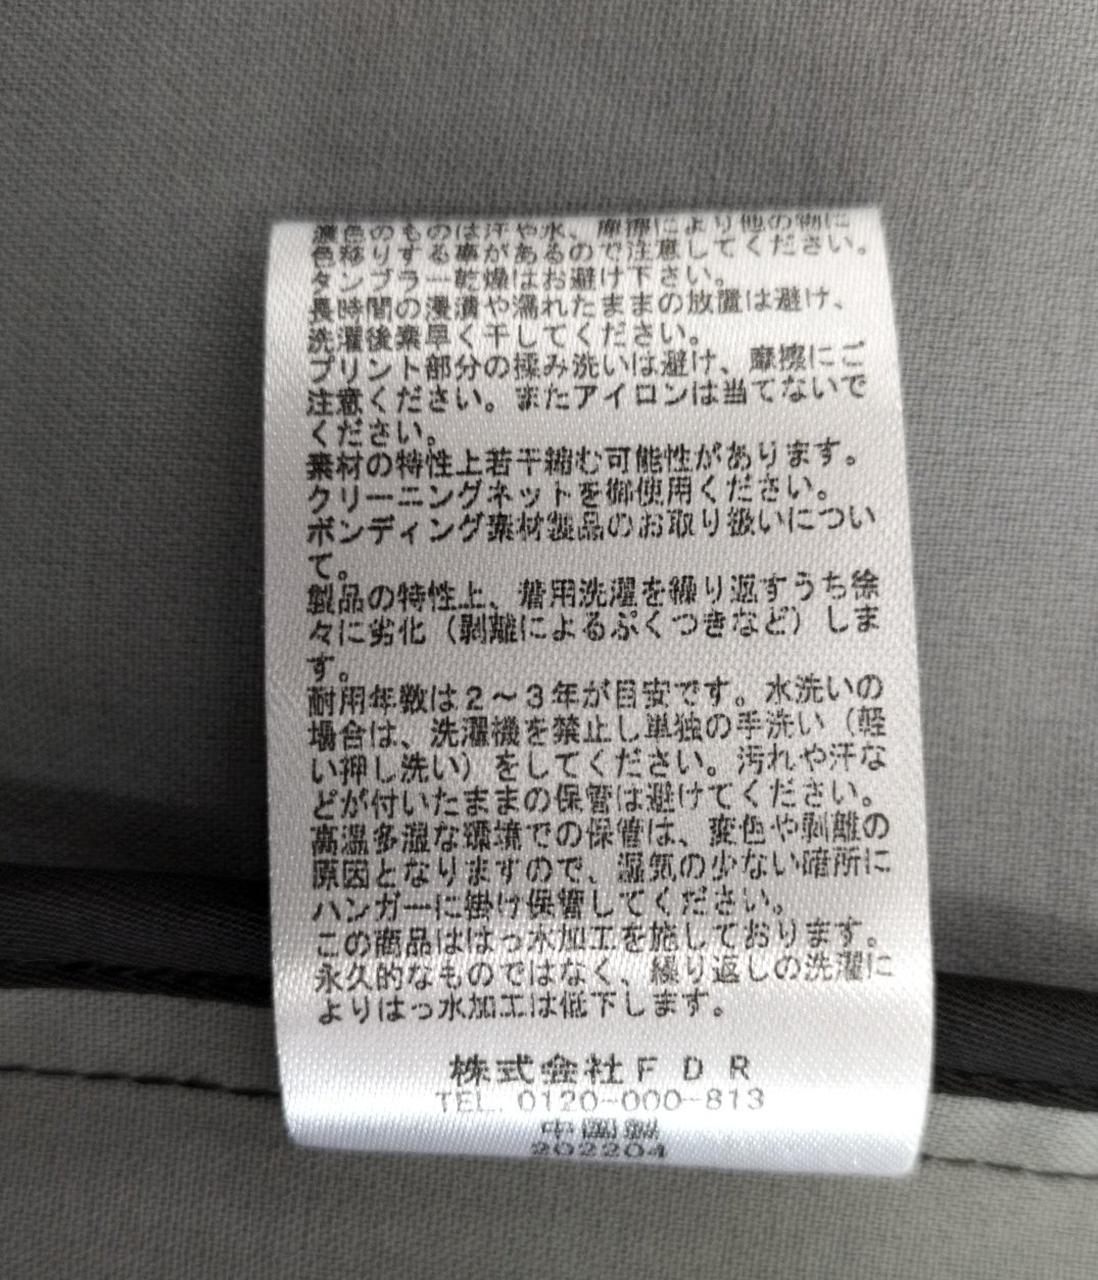 濃色のものは汗や水、摩擦により他の物に
色移りする事があるので注意してください。
タンブラー乾燥はお避け下さい。
長時間の浸漬や濡れたままの放置は避け、
洗濯後素早く干してください。
プリント部分の揉み洗いは避け、摩擦にご
注意ください。またアイロンは当てないで
ください。
素材の特性上若干縮む可能性があります。
クリーニングネットを御使用ください。
ボンディング素材製品のお取り扱いについ
て。
製品の特性上、着用洗濯を繰り返すうち徐
々に劣化（剥離によるぷくつきなど）しま
す。
耐用年数は２〜３年が目安です。水洗いの
場合は、洗濯機を禁止し単独の手洗い（軽
い押し洗い）をしてください。汚れや汗な
どが付いたままの保管は避けてください。
高温多湿な環境での保管は、変色や剥離の
原因となりますので、湿気の少ない暗所に
ハンガーに掛け保管してください。
この商品ははっ水加工を施しております。
永久的なものではなく、繰り返しの洗濯に
よりはっ水加工は低下します。
株式会社ＦＤＲ
TEL. 0120-000-813
中国製
202204